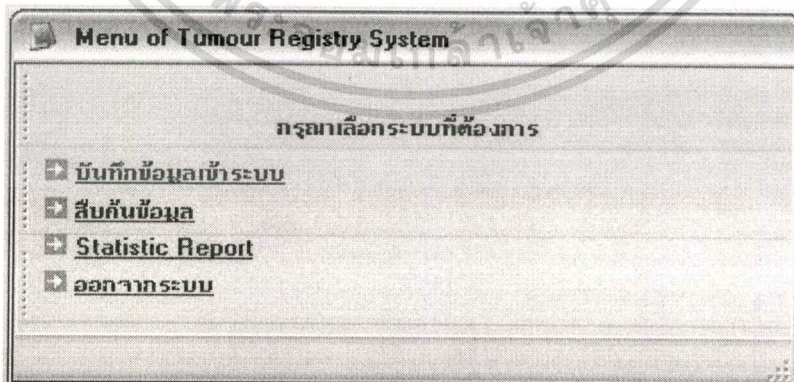 Menu of Tumour Registry System
กรุณาเลือกระบบที่ต้องการ
บันทึกข้อมูลเข้าระบบ
สืบค้นข้อมูล
Statistic Report
ออกจากระบบ